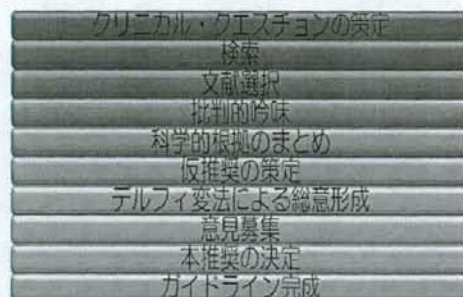 クリニカル・クエスチョンの策定
検索
文献選択
批判的吟味
科学的根拠のまとめ
仮推奨の策定
デルフィ変法による総意形成
意見募集
本推奨の決定
ガイドライン完成